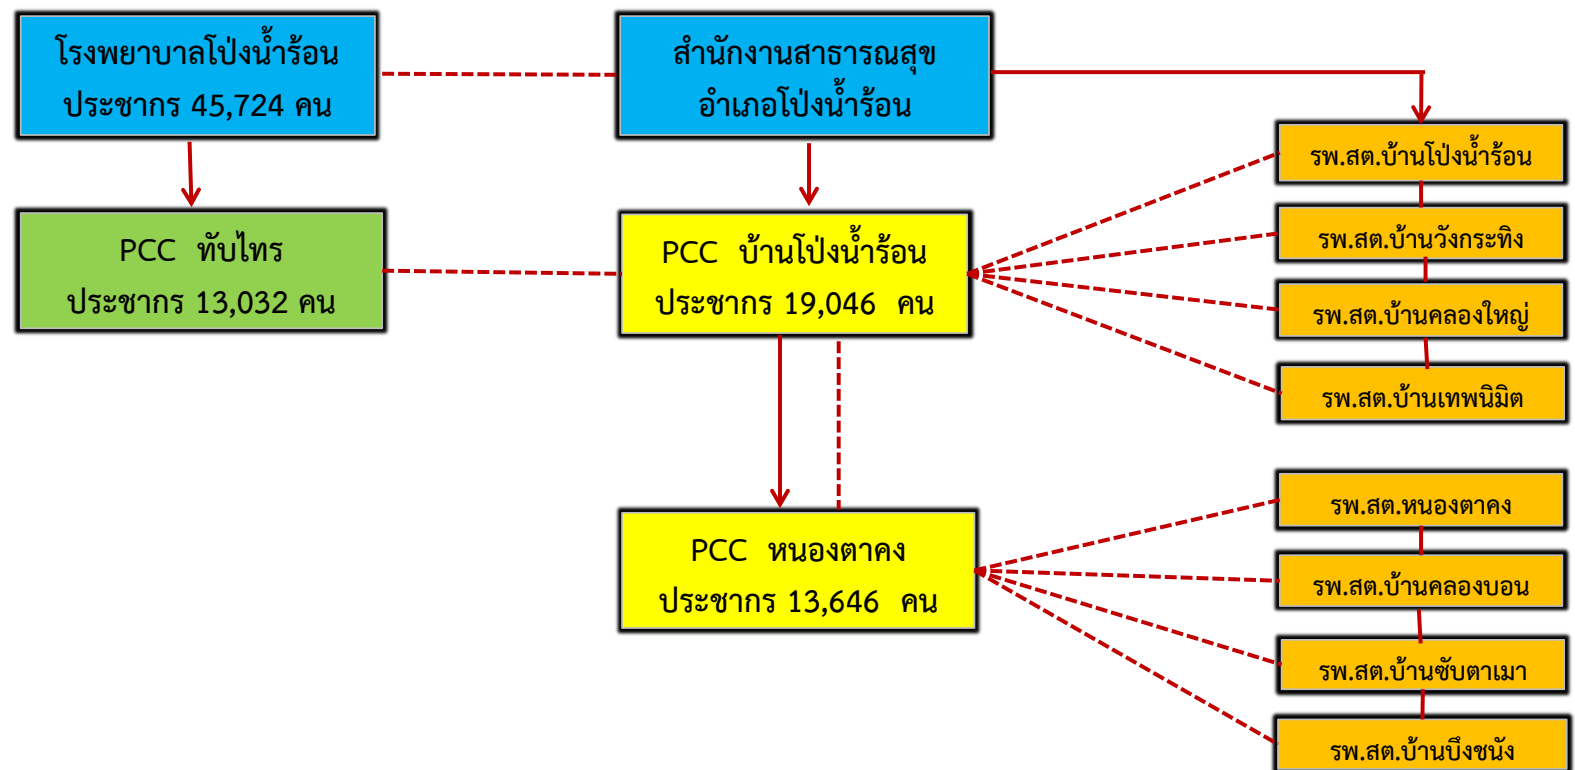 โรงพยาบาลโป่งน้ำร้อน
ประชากร 45,724 คน
สำนักงานสาธารณสุข
อำเภอโป่งน้ำร้อน
รพ.สต.บ้านโป่งน้ำร้อน
PCC ทับไทร
ประชากร 13,032 คน
PCC บ้านโป่งน้ำร้อน
ประชากร 19,046 คน
รพ.สต.บ้านวังกระทิง
รพ.สต.บ้านคลองใหญ่
รพ.สต.บ้านเทพนิมิต
PCC หนองตาคง
ประชากร 13,646 คน
รพ.สต.หนองตาคง
รพ.สต.บ้านคลองบอน
รพ.สต.บ้านซับตาเมา
รพ.สต.บ้านบึงชนัง